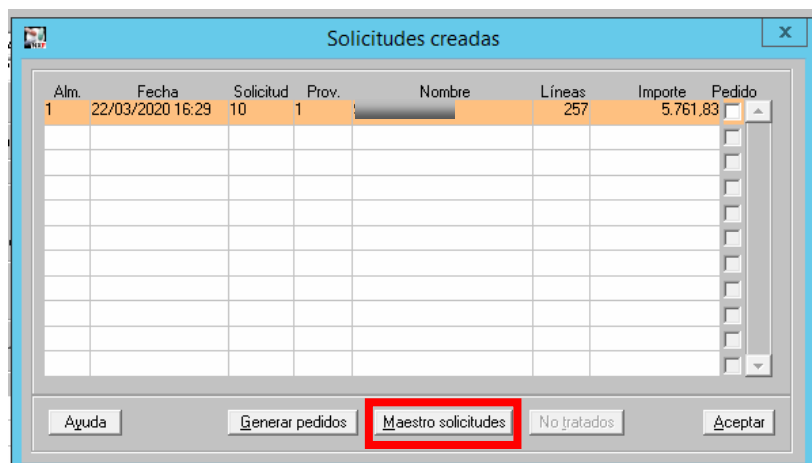 Solicitudes creadas
x
Alm. Fecha Solicitud Prov. Nombre Líneas Importe Pedido
1 22/03/2020 16:29 10 1 257 5.761,83
Ayuda Generar pedidos Maestro solicitudes No tratados Aceptar